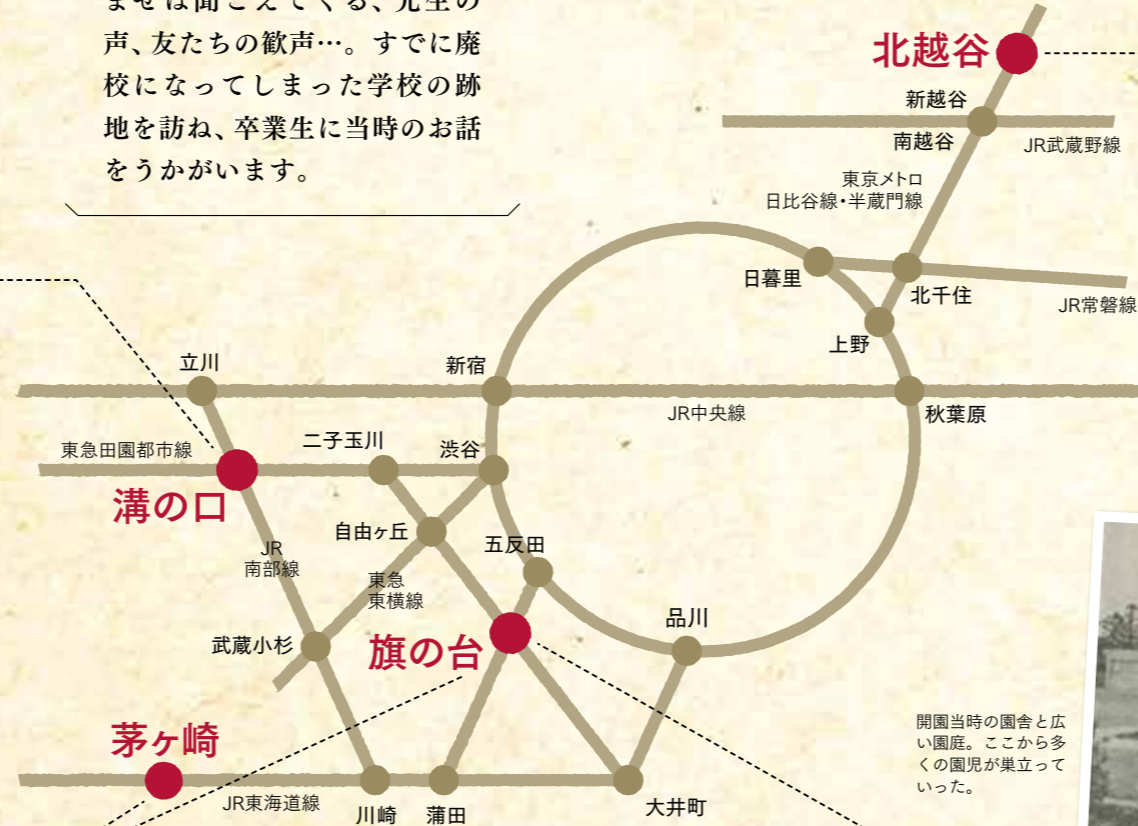 ませば聞こえてくる、先生の
声、友たちの歓声…。すでに廃
校になってしまった学校の跡
地を訪ね、卒業生に当時のお話
をうかがいます。
北越谷
新越谷
南越谷
JR武蔵野線
東京メトロ
日比谷線・半蔵門線
日暮里
北千住
JR常磐線
上野
立川
新宿
JR中央線
秋葉原
東急田園都市線
二子玉川
渋谷
溝の口
自由ヶ丘
五反田
JR
南部線
東急
東横線
品川
武蔵小杉
旗の台
茅ヶ崎
JR東海道線
川崎
蒲田
大井町
開園当時の園舎と広
い園庭。ここから多
くの園児が巣立って
いった。